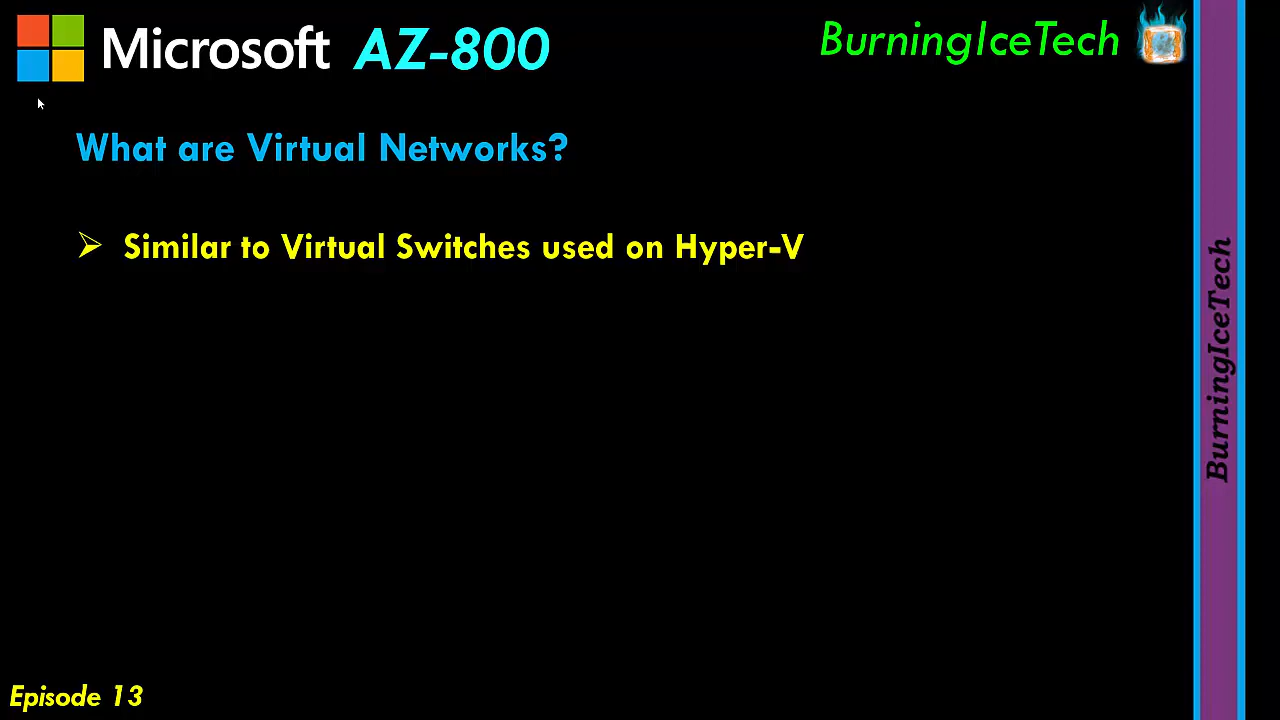 Microsoft AZ-800
BurningIceTech
What are Virtual Networks?
Similar to Virtual Switches used on Hyper-V
BurningIceTech
Episode 13